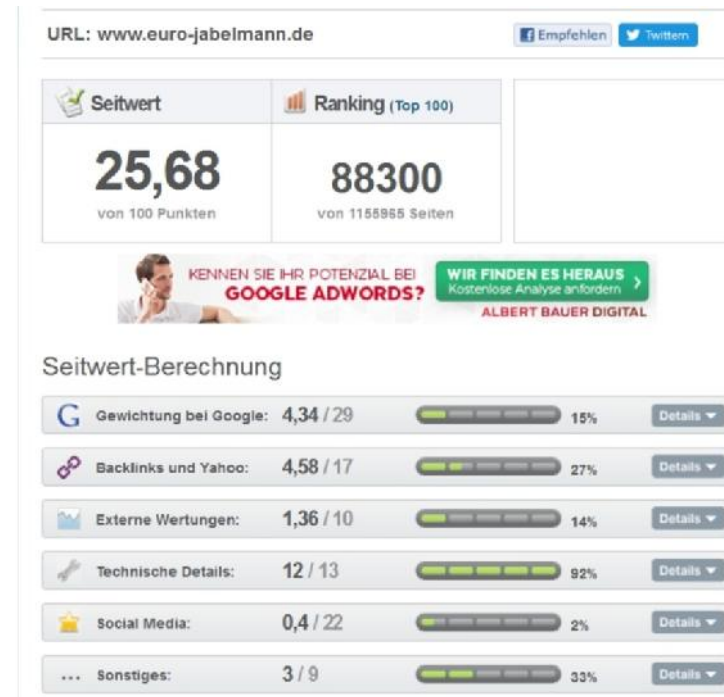 URL: www.euro-jabelmann.de
Empfehlen
Twittern
Seitwert
Ranking (Top 100)
25,68
88300
von 100 Punkten
von 1155965 Seiten
KENNEN SIE IHR POTENZIAL BEI
GOOGLE ADWORDS?
WIR FINDEN ES HERAUS
Kostenlose Analyse anfordern
ALBERT BAUER DIGITAL
Seitwert-Berechnung
G Gewichtung bei Google: 4,34 / 29 15% Details
Backlinks und Yahoo: 4,58 / 17 27% Details
Externe Wertungen: 1,36 / 10 14% Details
Technische Details: 12 / 13 92% Details
Social Media: 0,4 / 22 2% Details
... Sonstiges: 3 / 9 33% Details